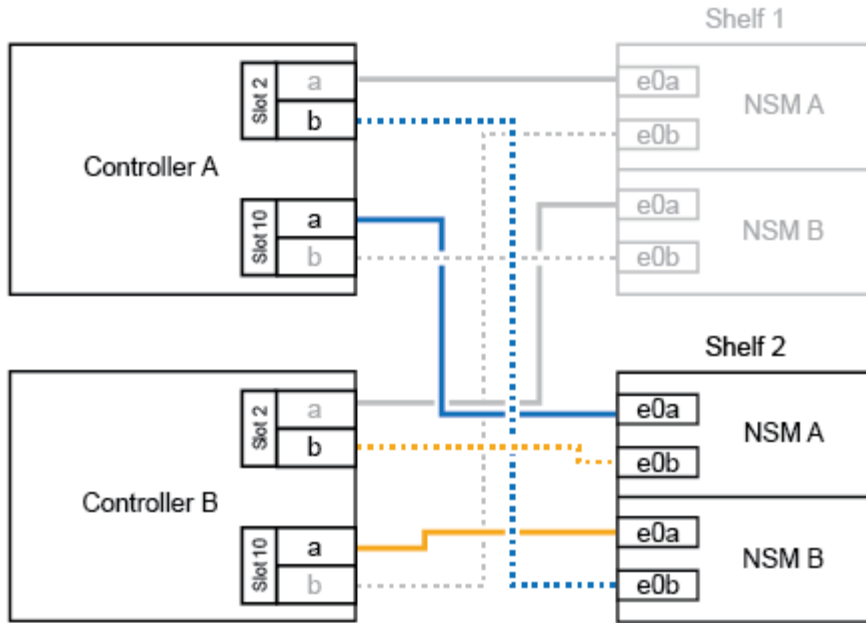 Shelf 1
Controller A
Slot 2
a
b
Slot 10
a
b
e0a
e0b
NSM A
e0a
e0b
NSM B
Controller B
Slot 2
a
b
Slot 10
a
b
Shelf 2
e0a
e0b
NSM A
e0a
e0b
NSM B